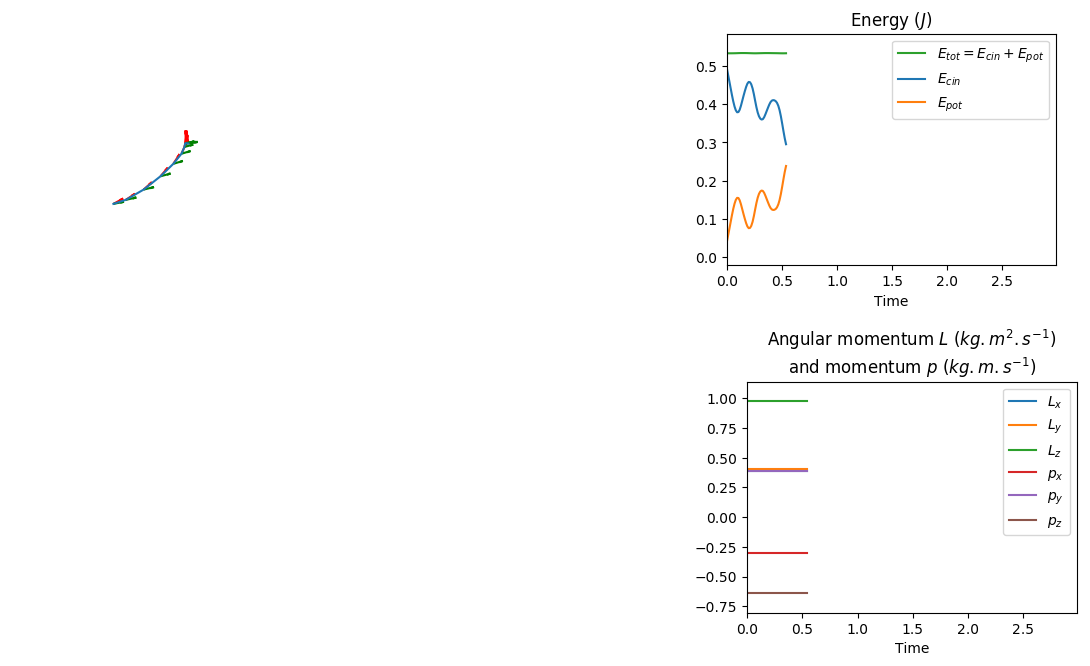 Energy (J)
E_tot = E_cin + E_pot
E_cin
E_pot
0.5
0.4
0.3
0.2
0.1
0.0
0.0 0.5 1.0 1.5 2.0 2.5
Time
Angular momentum L (kg.m².s⁻¹)
and momentum p (kg.m.s⁻¹)
L_x
L_y
L_z
p_x
p_y
p_z
1.00
0.75
0.50
0.25
0.00
−0.25
−0.50
−0.75
0.0 0.5 1.0 1.5 2.0 2.5
Time